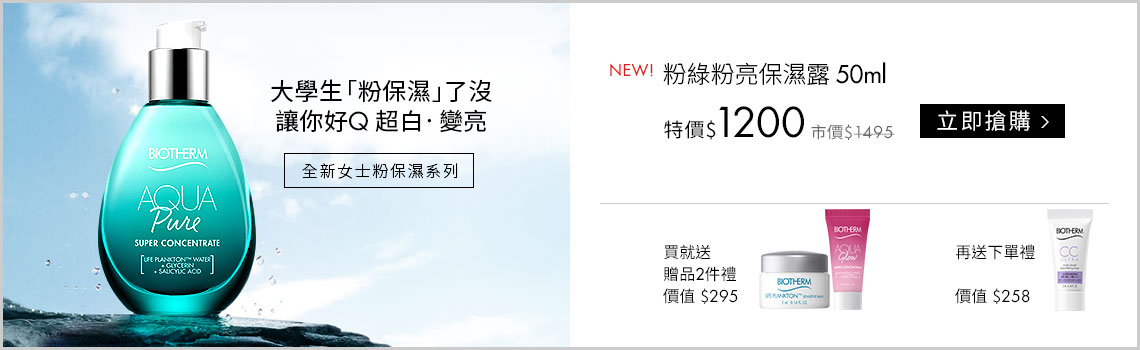 大學生「粉保濕」了沒
讓你好Q 超白·變亮
全新女士粉保濕系列
BIOTHERM
AQUA
Pure
SUPER CONCENTRATE
LIFE PLANKTON™ WATER
+ GLYCERIN
+ SALICYLIC ACID
NEW! 粉綠粉亮保濕露 50ml
特價$1200 市價$1495
立即搶購 >
買就送
贈品2件禮
價值 $295
BIOTHERM
LIFE PLANKTON™
BIOTHERM
AQUA
Glow
再送下單禮
價值 $258
BIOTHERM
CC